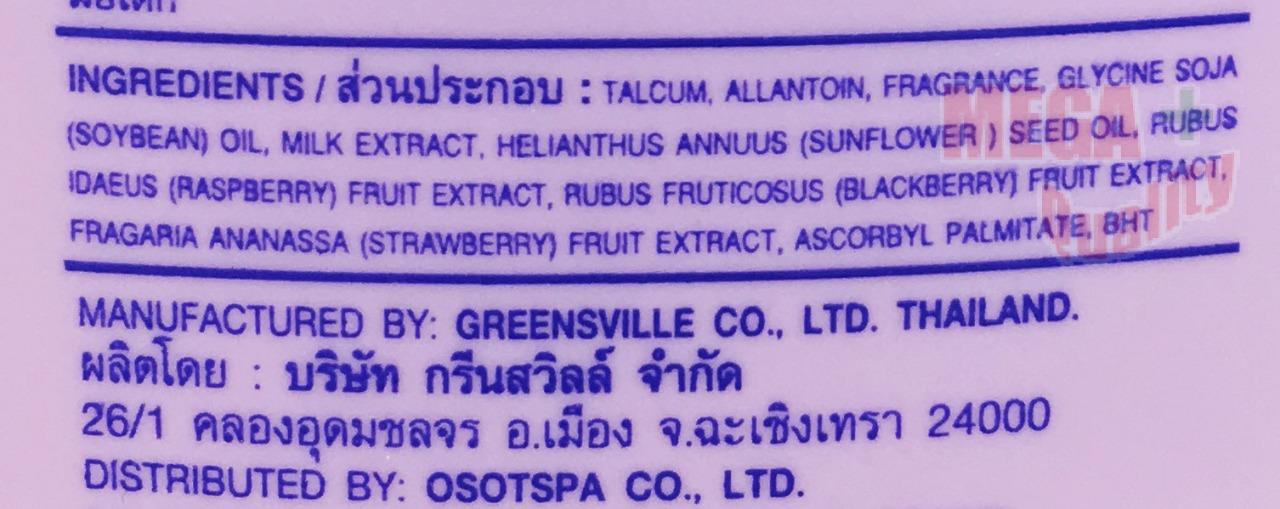 INGREDIENTS / ส่วนประกอบ : TALCUM, ALLANTOIN, FRAGRANCE, GLYCINE SOJA
(SOYBEAN) OIL, MILK EXTRACT, HELIANTHUS ANNUUS (SUNFLOWER ) SEED OIL, RUBUS
IDAEUS (RASPBERRY) FRUIT EXTRACT, RUBUS FRUTICOSUS (BLACKBERRY) FRUIT EXTRACT,
FRAGARIA ANANASSA (STRAWBERRY) FRUIT EXTRACT, ASCORBYL PALMITATE, BHT
MEGA +
Quality
MANUFACTURED BY: GREENSVILLE CO., LTD. THAILAND.
ผลิตโดย : บริษัท กรีนสวิลล์ จำกัด
26/1 คลองอุดมชลจร อ.เมือง จ.ฉะเชิงเทรา 24000
DISTRIBUTED BY: OSOTSPA CO., LTD.